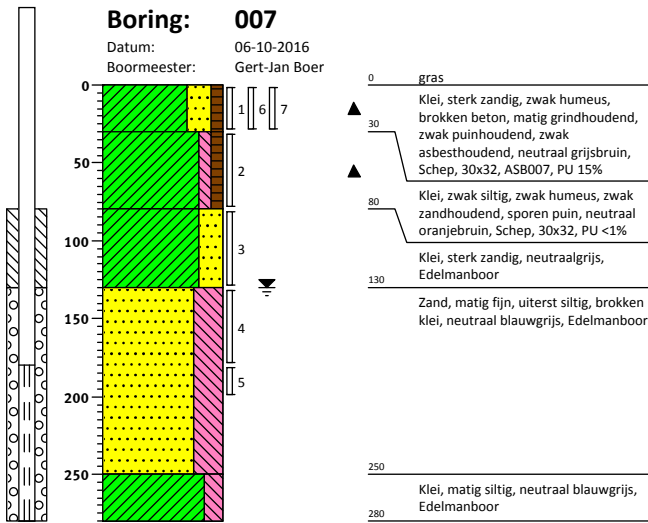 Boring: 007
Datum: 06-10-2016
Boormeester: Gert-Jan Boer
0
50
100
150
200
250
1
6
7
2
3
4
5
0
gras
Klei, sterk zandig, zwak humeus,
brokken beton, matig grindhoudend,
zwak puinhoudend, zwak
asbesthoudend, neutraal grijsbruin,
Schep, 30x32, ASB007, PU 15%
30
Klei, zwak siltig, zwak humeus, zwak
zandhoudend, sporen puin, neutraal
oranjebruin, Schep, 30x32, PU <1%
80
Klei, sterk zandig, neutraalgrijs,
Edelmanboor
130
Zand, matig fijn, uiterst siltig, brokken
klei, neutraal blauwgrijs, Edelmanboor
250
Klei, matig siltig, neutraal blauwgrijs,
Edelmanboor
280